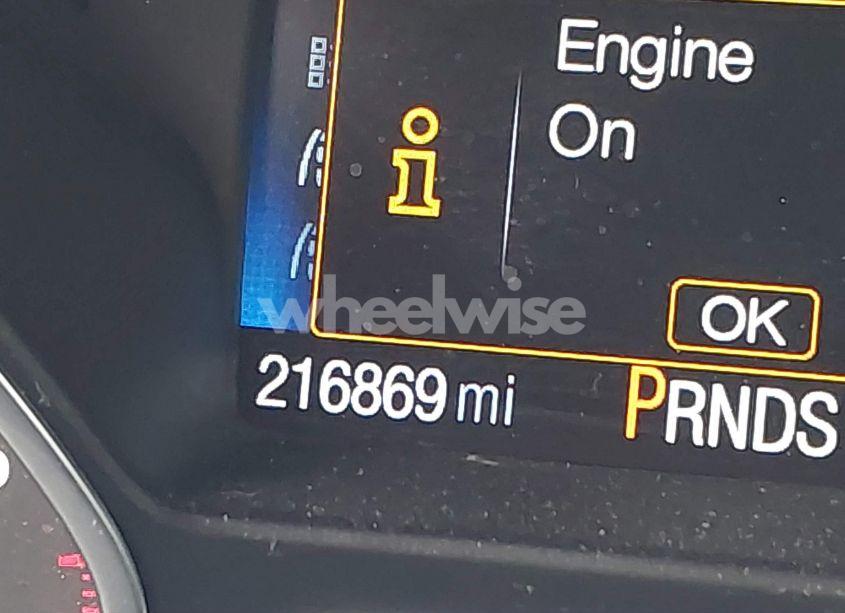 Engine
On
OK
wheelwise
216869 mi PRNDS